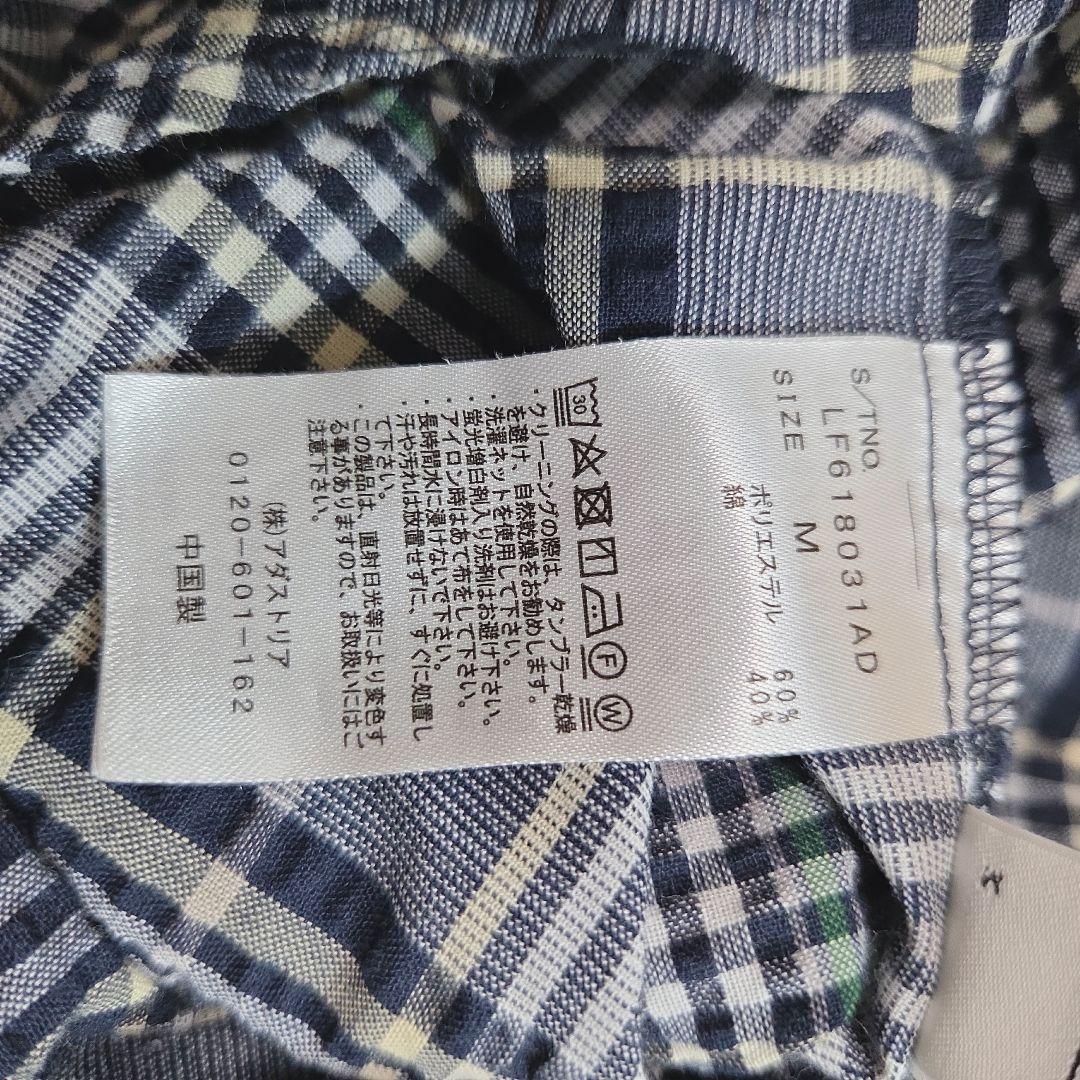 S/TNO.
LF618031AD
SIZE M
ポリエステル 60%
綿 40%
30
F W
・クリーニングの際は、タンブラー乾燥
を避け、自然乾燥をお勧めします。
・洗濯ネットを使用して下さい。
・蛍光増白剤入り洗剤はお避け下さい。
・アイロン時はあて布をして下さい。
・長時間水に浸けないで下さい。
・汗や汚れは放置せずに、すぐに処置し
て下さい。
・この製品は、直射日光等により変色す
る事がありますので、お取扱いにはご
注意下さい。
(株)アダストリア
0120-601-162
中国製